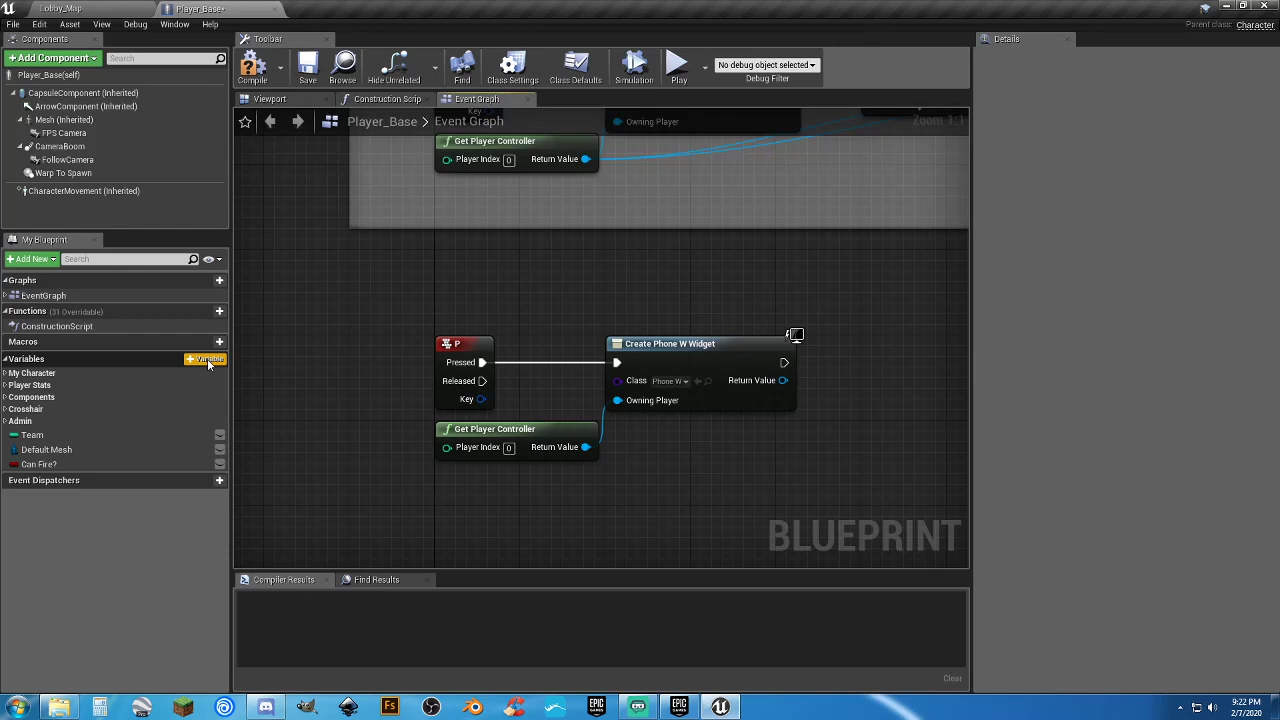 Lobby_Map
Player_Base*
File Edit Asset View Debug Window Help
Parent class: Character
Components
+ Add Component
Search
Player_Base(self)
CapsuleComponent (Inherited)
ArrowComponent (Inherited)
Mesh (Inherited)
FPS Camera
CameraBoom
FollowCamera
Warp To Spawn
CharacterMovement (Inherited)
My Blueprint
+ Add New
Search
Graphs
EventGraph
Functions (31 Overridable)
ConstructionScript
Macros
Variables
+ Variable
My Character
Player Stats
Components
Crosshair
Admin
Team
Default Mesh
Can Fire?
Event Dispatchers
Toolbar
Compile
Save
Browse
Hide Unrelated
Find
Class Settings
Class Defaults
Simulation
Play
No debug object selected
Debug Filter
Viewport
Construction Scrip
Event Graph
Player_Base > Event Graph
Zoom 1:1
Key
Owning Player
Get Player Controller
Player Index 0 Return Value
P
Pressed
Released
Key
Create Phone W Widget
Class Phone W
Return Value
Owning Player
Get Player Controller
Player Index 0 Return Value
BLUEPRINT
Compiler Results
Find Results
Clear
Details
Fs
EPIC GAMES
EPIC GAMES
9:22 PM
2/7/2020